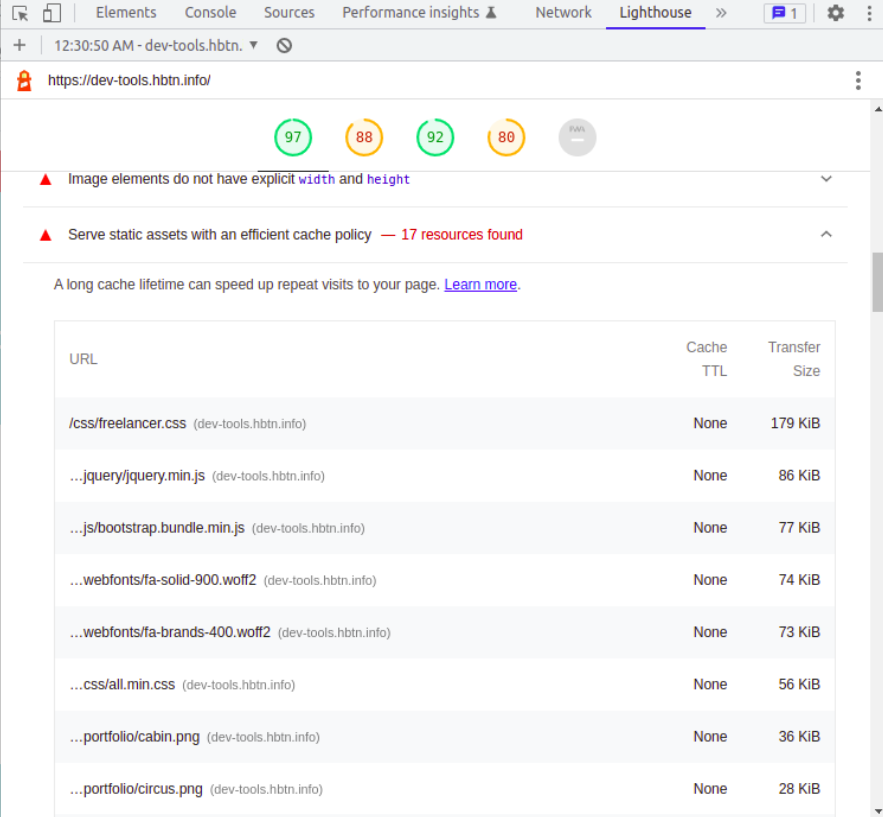 Elements Console Sources Performance insights Network Lighthouse » 1
+ 12:30:50 AM - dev-tools.hbtn. ▼
https://dev-tools.hbtn.info/
97 88 92 80 PWA
Image elements do not have explicit width and height
Serve static assets with an efficient cache policy — 17 resources found
A long cache lifetime can speed up repeat visits to your page. Learn more.
URL Cache TTL Transfer Size
/css/freelancer.css (dev-tools.hbtn.info) None 179 KiB
…jquery/jquery.min.js (dev-tools.hbtn.info) None 86 KiB
…js/bootstrap.bundle.min.js (dev-tools.hbtn.info) None 77 KiB
…webfonts/fa-solid-900.woff2 (dev-tools.hbtn.info) None 74 KiB
…webfonts/fa-brands-400.woff2 (dev-tools.hbtn.info) None 73 KiB
…css/all.min.css (dev-tools.hbtn.info) None 56 KiB
…portfolio/cabin.png (dev-tools.hbtn.info) None 36 KiB
…portfolio/circus.png (dev-tools.hbtn.info) None 28 KiB